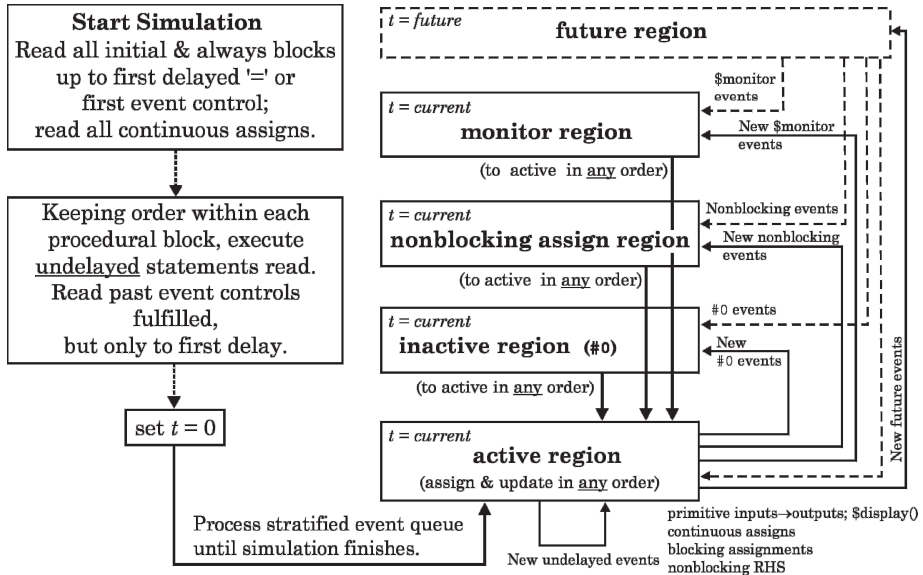 Start Simulation
Read all initial & always blocks
up to first delayed '=' or
first event control;
read all continuous assigns.
Keeping order within each
procedural block, execute
undelayed statements read.
Read past event controls
fulfilled,
but only to first delay.
set t = 0
Process stratified event queue
until simulation finishes.
t = future
future region
$monitor
events
t = current
monitor region
New $monitor
events
(to active in any order)
Nonblocking events
t = current
nonblocking assign region
New nonblocking
events
(to active in any order)
#0 events
t = current
inactive region (#0)
New
#0 events
(to active in any order)
New future events
t = current
active region
(assign & update in any order)
New undelayed events
primitive inputs→outputs; $display()
continuous assigns
blocking assignments
nonblocking RHS